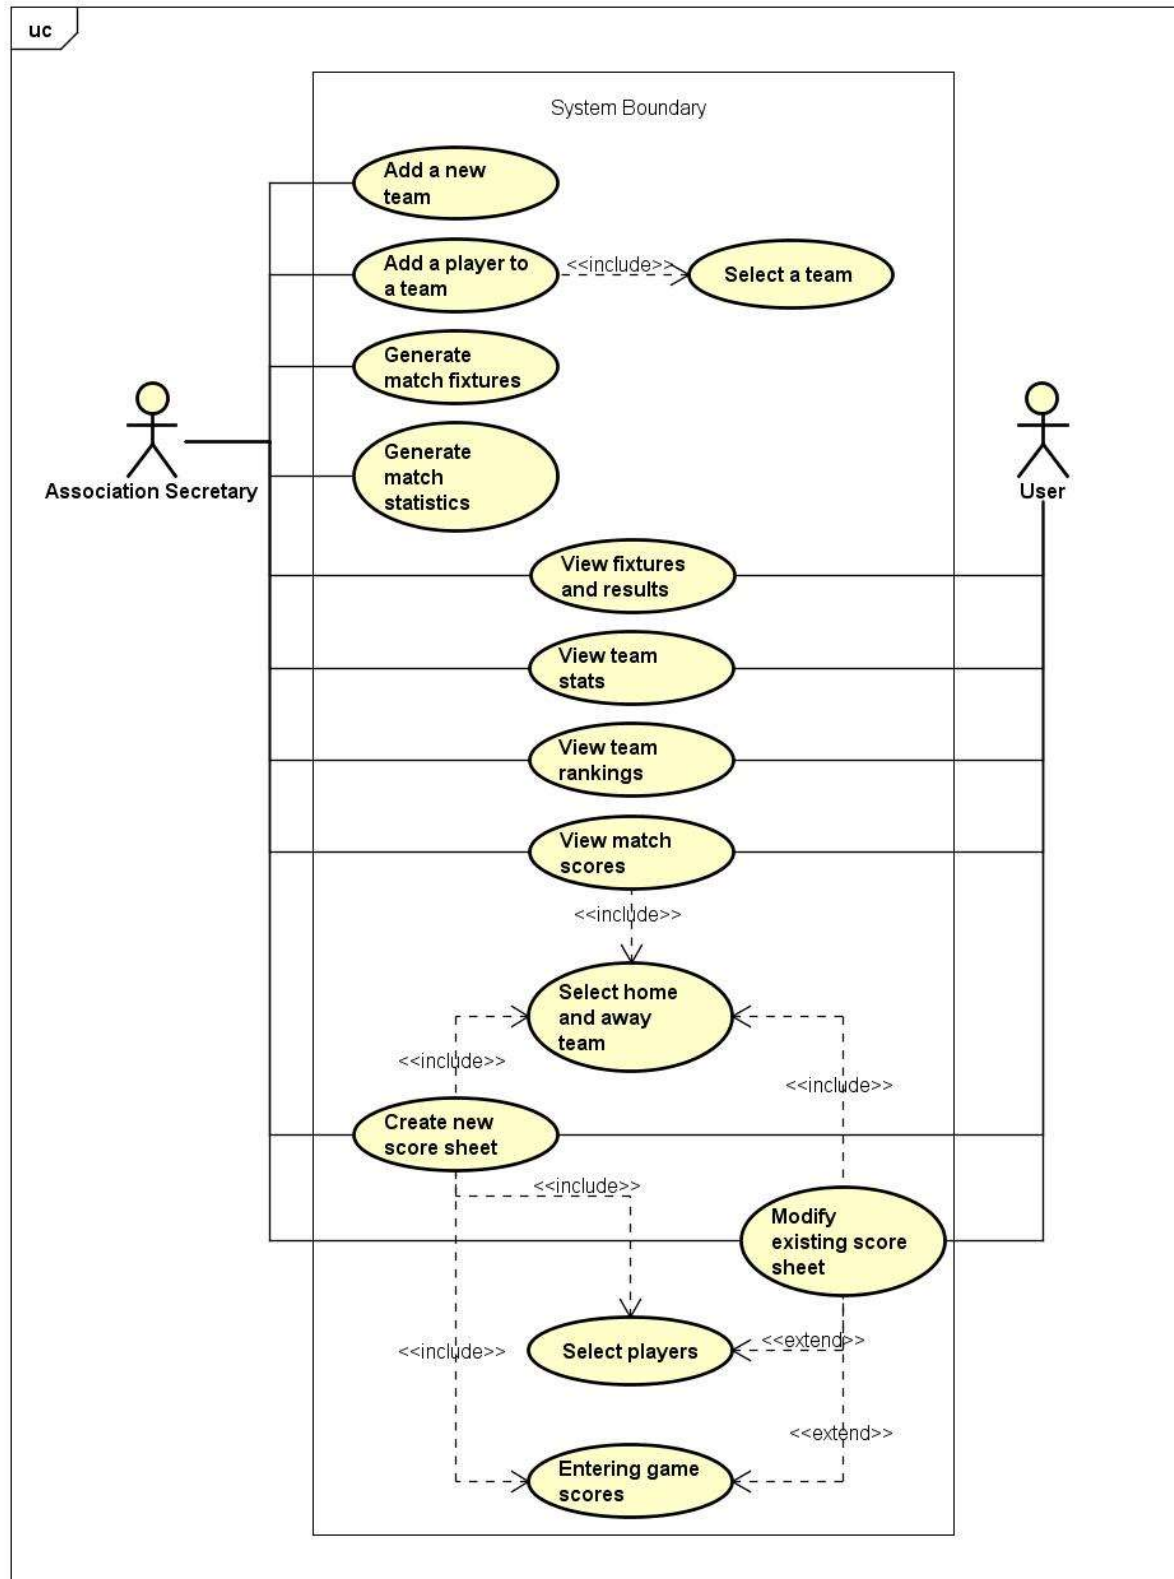 uc
System Boundary
Add a new
team
Add a player to
a team
<<include>>
Select a team
Generate
match fixtures
Association Secretary
Generate
match
statistics
User
View fixtures
and results
View team
stats
View team
rankings
View match
scores
<<include>>
Select home
and away
team
<<include>>
<<include>>
Create new
score sheet
<<include>>
Modify
existing score
sheet
<<include>>
Select players
<<extend>>
<<extend>>
Entering game
scores